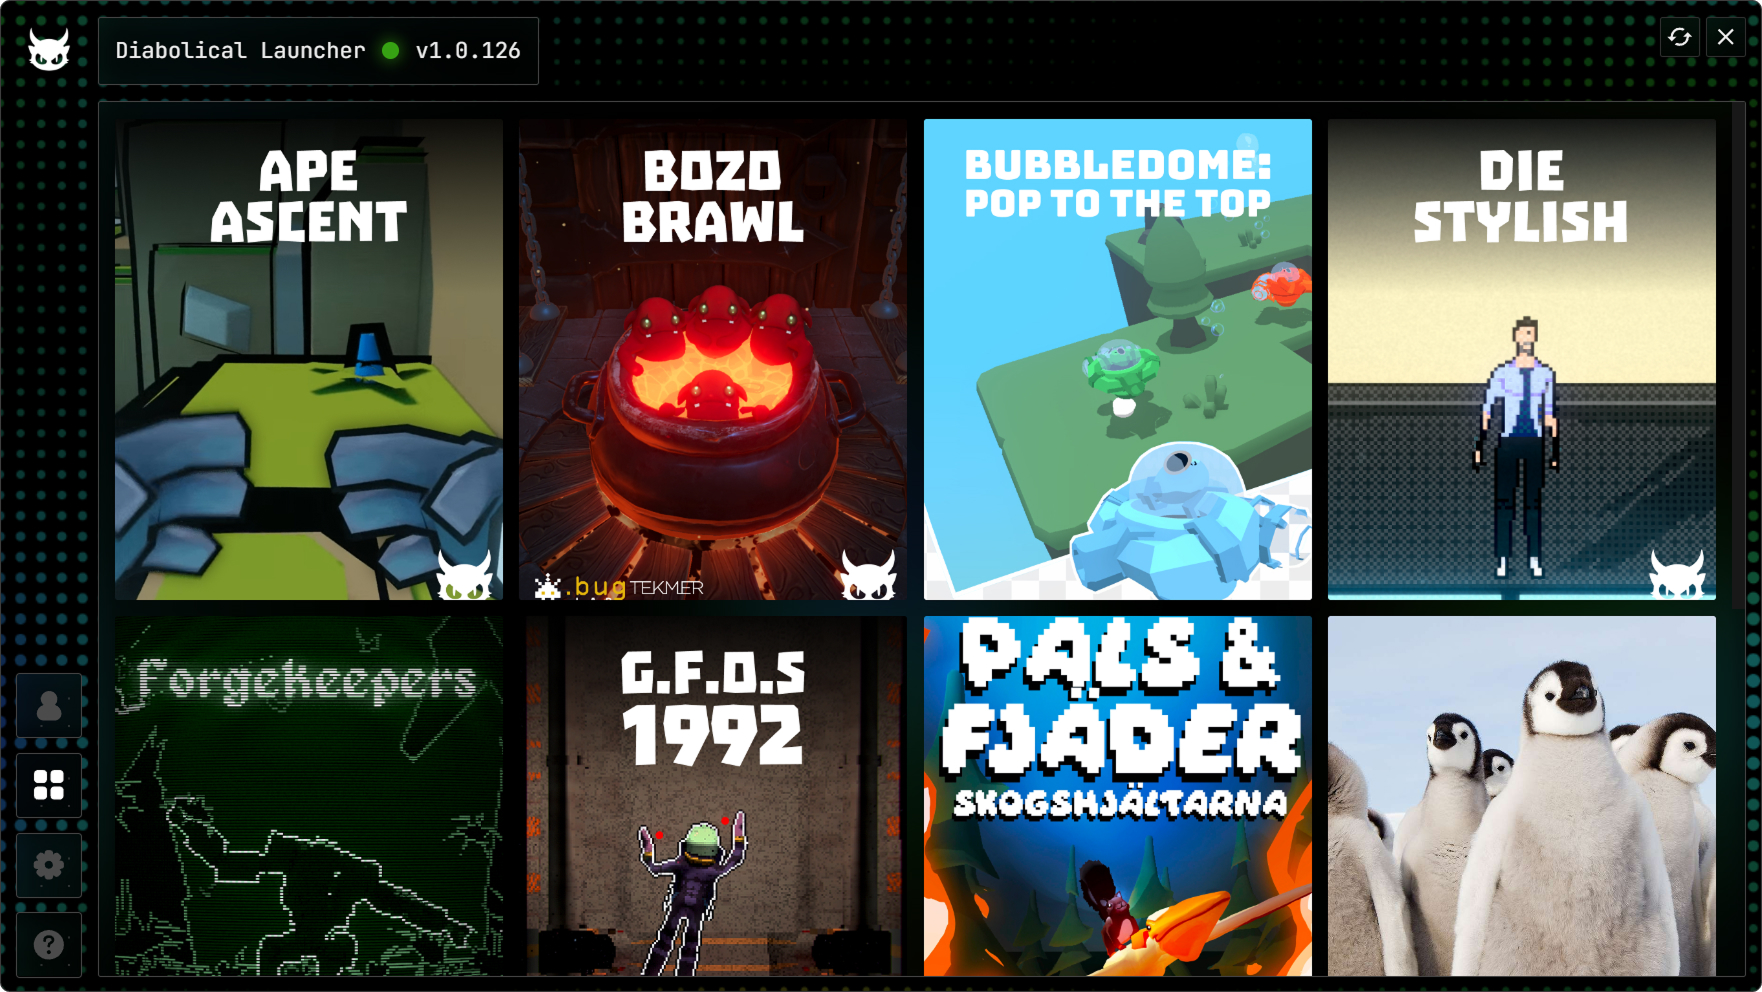 Diabolical Launcher v1.0.126
APE
ASCENT
BOZO
BRAWL
BUBBLEDOME:
POP TO THE TOP
DIE
STYLISH
.bug TEKMER
Forgekeepers
G.F.O.S
1992
PÄLS &
FJÄDER
SKOGSHJÄLTARNA
?